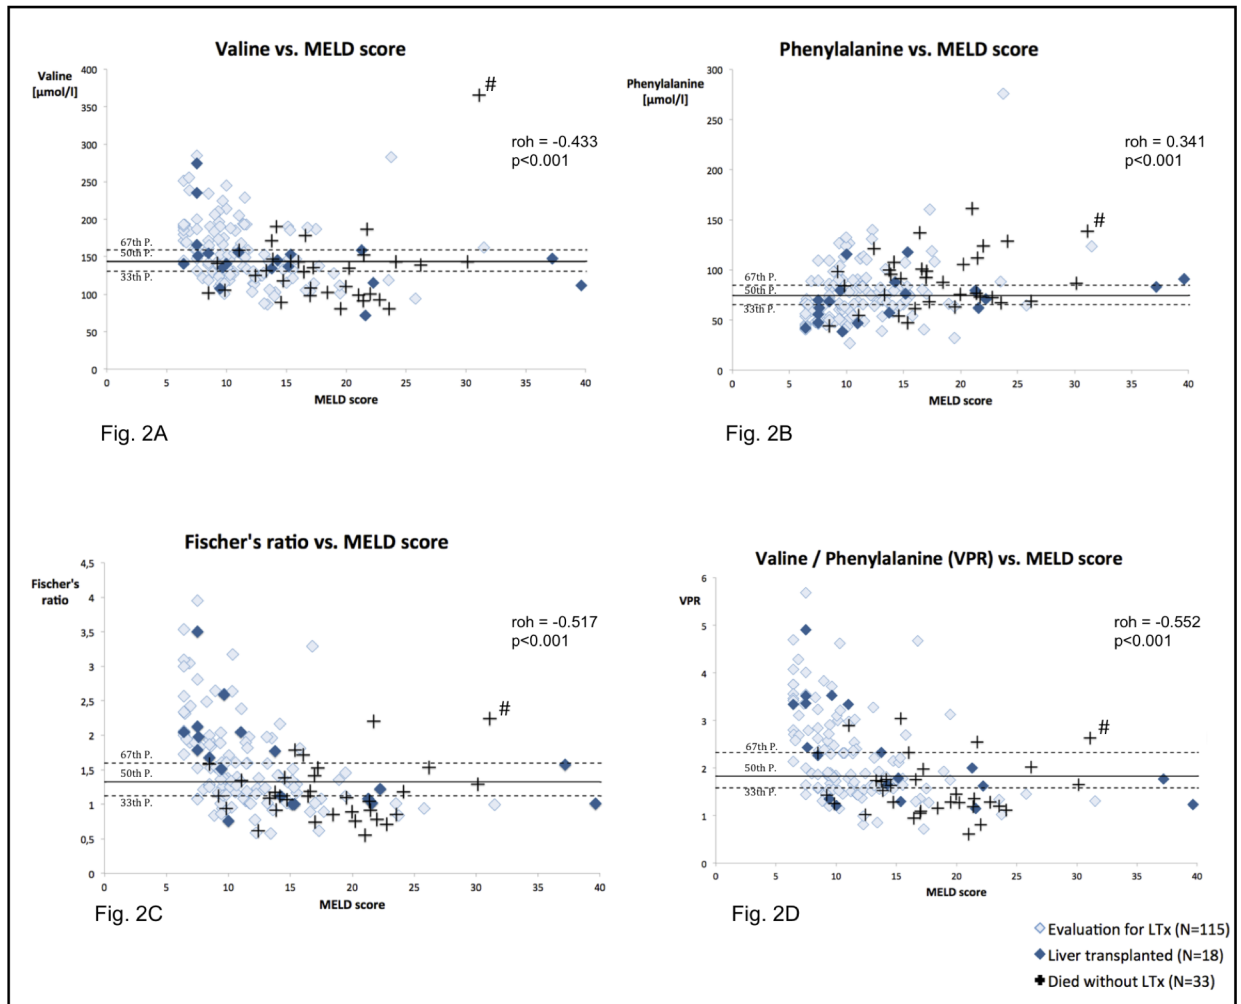 Valine vs. MELD score
Valine
[µmol/l]
400
350
300
250
200
150
100
50
0
#
roh = -0.433
p<0.001
67th P.
50th P.
33th P.
0 5 10 15 20 25 30 35 40
MELD score
Fig. 2A
Phenylalanine vs. MELD score
Phenylalanine
[µmol/l]
300
250
200
150
100
50
0
roh = 0.341
p<0.001
#
67th P.
50th P.
33th P.
0 5 10 15 20 25 30 35 40
MELD score
Fig. 2B
Fischer's ratio vs. MELD score
Fischer's
ratio
4,5
4
3,5
3
2,5
2
1,5
1
0,5
0
roh = -0.517
p<0.001
#
67th P.
50th P.
33th P.
0 5 10 15 20 25 30 35 40
MELD score
Fig. 2C
Valine / Phenylalanine (VPR) vs. MELD score
VPR
6
5
4
3
2
1
0
roh = -0.552
p<0.001
#
67th P.
50th P.
33th P.
0 5 10 15 20 25 30 35 40
MELD score
Fig. 2D
Evaluation for LTx (N=115)
Liver transplanted (N=18)
Died without LTx (N=33)